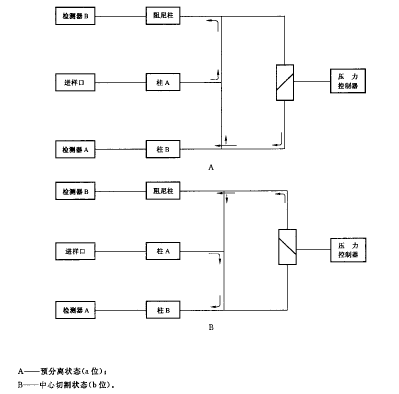 检测器 B
阻尼柱
进样口
柱 A
压 力
控制器
检测器 A
柱 B
A
检测器 B
阻尼柱
进样口
柱 A
压 力
控制器
检测器 A
柱 B
B
A——预分离状态(a 位);
B——中心切割状态(b 位)。